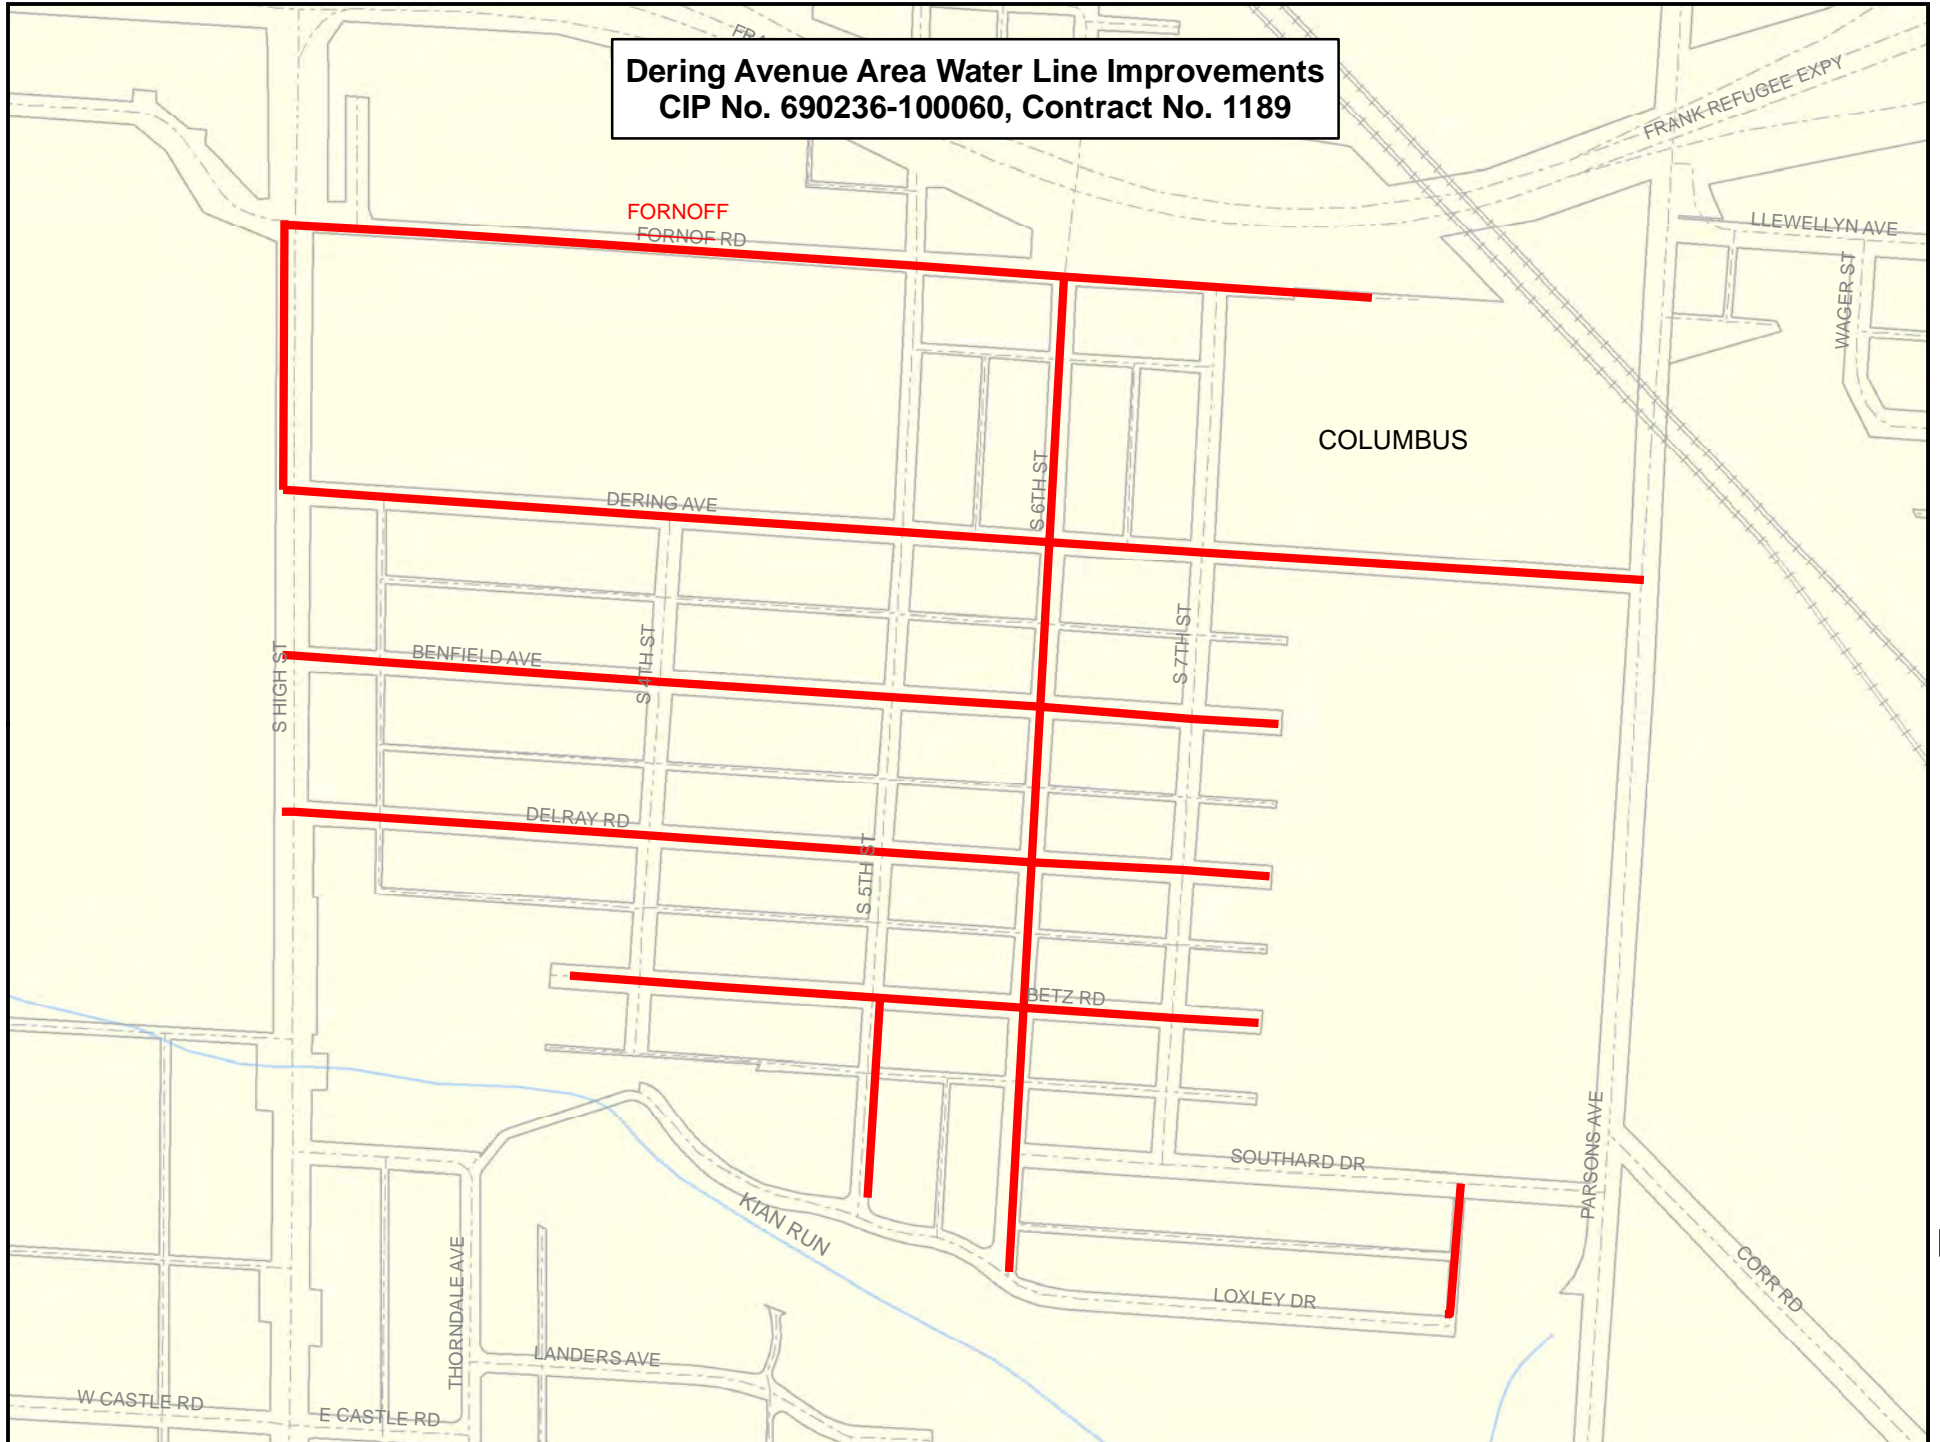 Dering Avenue Area Water Line Improvements
CIP No. 690236-100060, Contract No. 1189
FRANK REFUGEE EXPY
LLEWELLYN AVE
FORNOFF
FORNOF RD
WAGER ST
COLUMBUS
S 6TH ST
DERING AVE
S 7TH ST
S 4TH ST
BENFIELD AVE
S HIGH ST
DELRAY RD
S 5TH ST
BETZ RD
PARSONS AVE
SOUTHARD DR
KIAN RUN
CORR RD
THORNDALE AVE
LOXLEY DR
LANDERS AVE
W CASTLE RD
E CASTLE RD